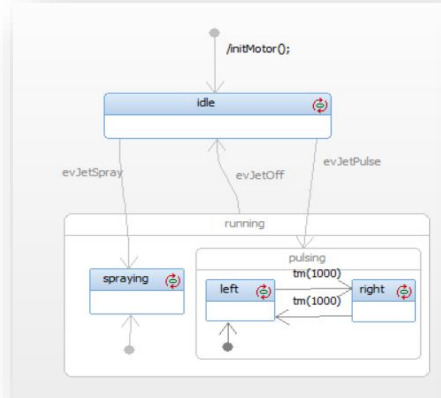 /initMotor();
idle
evJetSpray
evJetOff
evJetPulse
running
pulsing
spraying
left
tm(1000)
right
tm(1000)